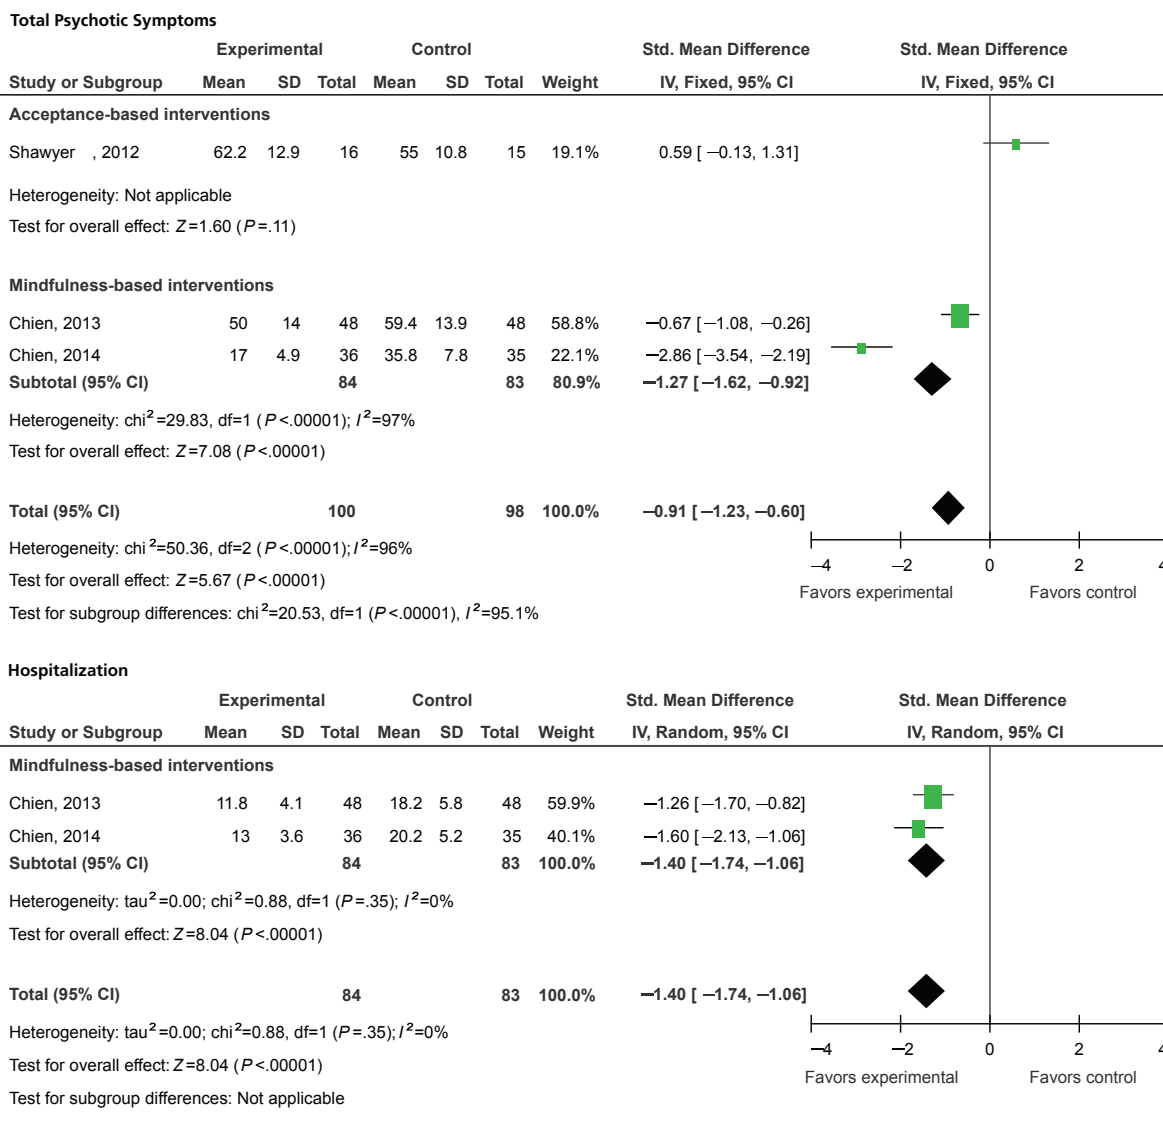 Total Psychotic Symptoms
Experimental Control Std. Mean Difference Std. Mean Difference
Study or Subgroup Mean SD Total Mean SD Total Weight IV, Fixed, 95% CI IV, Fixed, 95% CI
Acceptance-based interventions
Shawyer , 2012 62.2 12.9 16 55 10.8 15 19.1% 0.59 [ −0.13, 1.31]
Heterogeneity: Not applicable
Test for overall effect: Z=1.60 (P=.11)
Mindfulness-based interventions
Chien, 2013 50 14 48 59.4 13.9 48 58.8% −0.67 [−1.08, −0.26]
Chien, 2014 17 4.9 36 35.8 7.8 35 22.1% −2.86 [−3.54, −2.19]
Subtotal (95% CI) 84 83 80.9% −1.27 [−1.62, −0.92]
Heterogeneity: chi²=29.83, df=1 (P<.00001); I²=97%
Test for overall effect: Z=7.08 (P<.00001)
Total (95% CI) 100 98 100.0% −0.91 [−1.23, −0.60]
Heterogeneity: chi²=50.36, df=2 (P<.00001); I²=96%
Test for overall effect: Z=5.67 (P<.00001)
Test for subgroup differences: chi²=20.53, df=1 (P<.00001), I²=95.1%
−4 −2 0 2 4
Favors experimental Favors control
Hospitalization
Experimental Control Std. Mean Difference Std. Mean Difference
Study or Subgroup Mean SD Total Mean SD Total Weight IV, Random, 95% CI IV, Random, 95% CI
Mindfulness-based interventions
Chien, 2013 11.8 4.1 48 18.2 5.8 48 59.9% −1.26 [−1.70, −0.82]
Chien, 2014 13 3.6 36 20.2 5.2 35 40.1% −1.60 [−2.13, −1.06]
Subtotal (95% CI) 84 83 100.0% −1.40 [−1.74, −1.06]
Heterogeneity: tau²=0.00; chi²=0.88, df=1 (P=.35); I²=0%
Test for overall effect: Z=8.04 (P<.00001)
Total (95% CI) 84 83 100.0% −1.40 [ −1.74, −1.06]
Heterogeneity: tau²=0.00; chi²=0.88, df=1 (P=.35); I²=0%
Test for overall effect: Z=8.04 (P<.00001)
Test for subgroup differences: Not applicable
−4 −2 0 2 4
Favors experimental Favors control